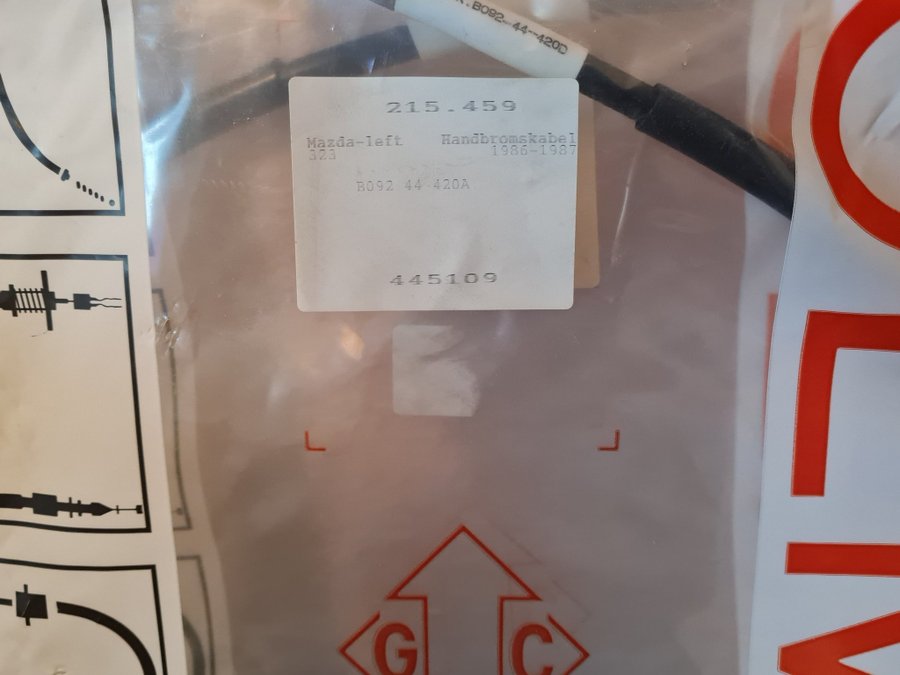 B092 44-420D
215.459
Mazda-left Handbromskabel
323 1986-1987
B092 44-420A
445109
G C
O
L
M